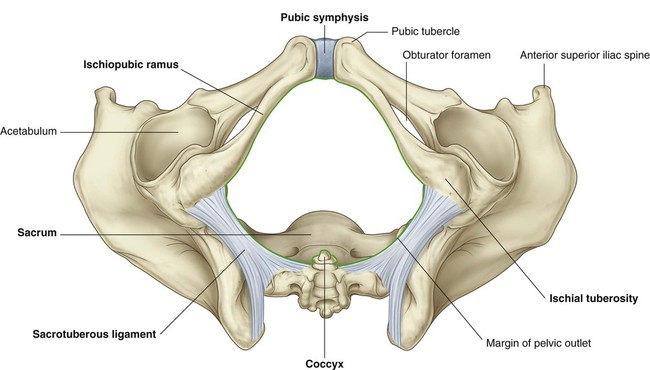 Pubic symphysis
Pubic tubercle
Ischiopubic ramus
Obturator foramen
Anterior superior iliac spine
Acetabulum
Sacrum
Ischial tuberosity
Sacrotuberous ligament
Margin of pelvic outlet
Coccyx